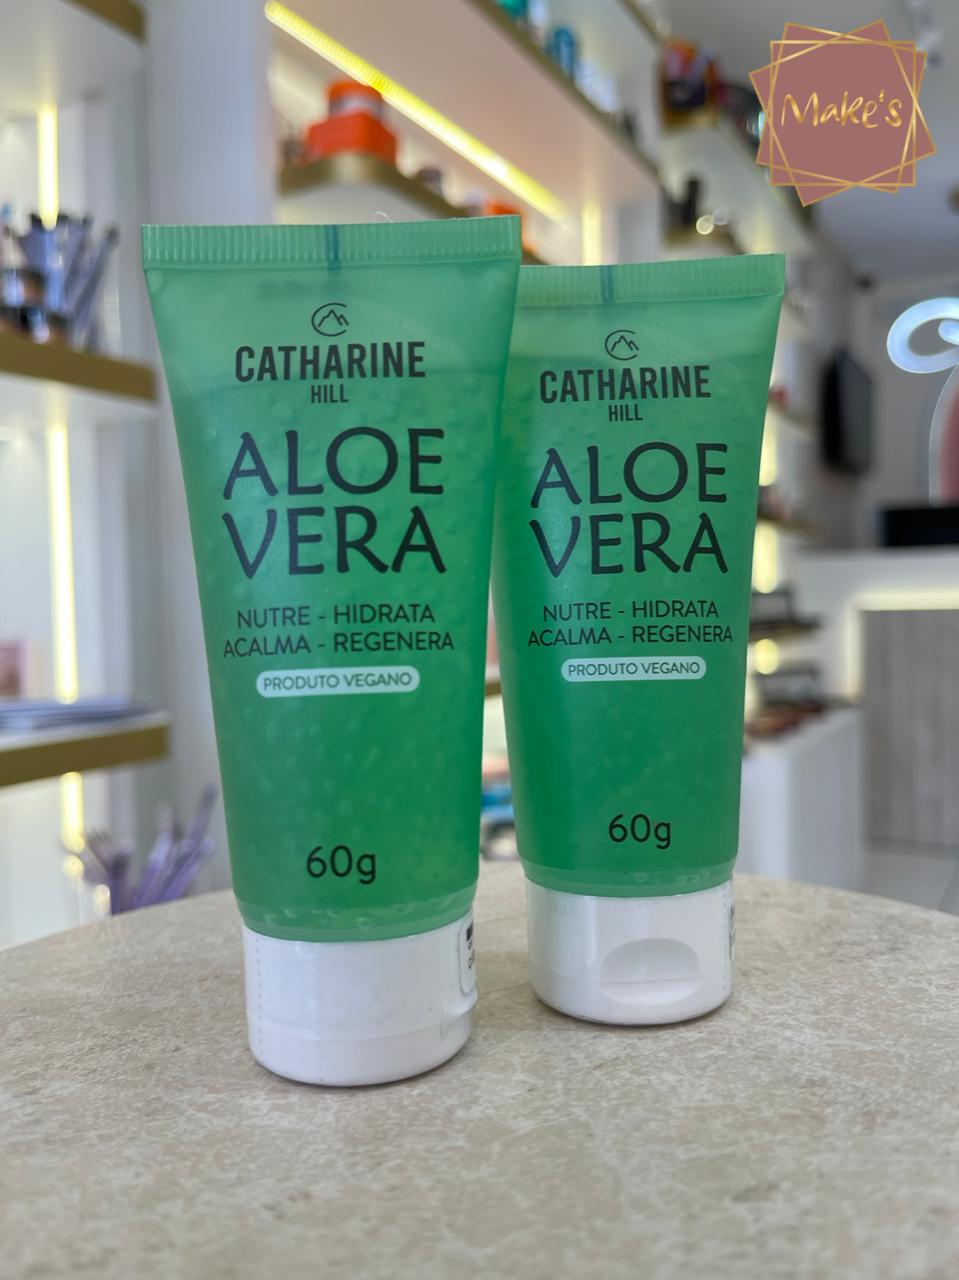 Make's
CATHARINE
HILL
ALOE
VERA
NUTRE - HIDRATA
ACALMA - REGENERA
PRODUTO VEGANO
60g
CATHARINE
HILL
ALOE
VERA
NUTRE - HIDRATA
ACALMA - REGENERA
PRODUTO VEGANO
60g